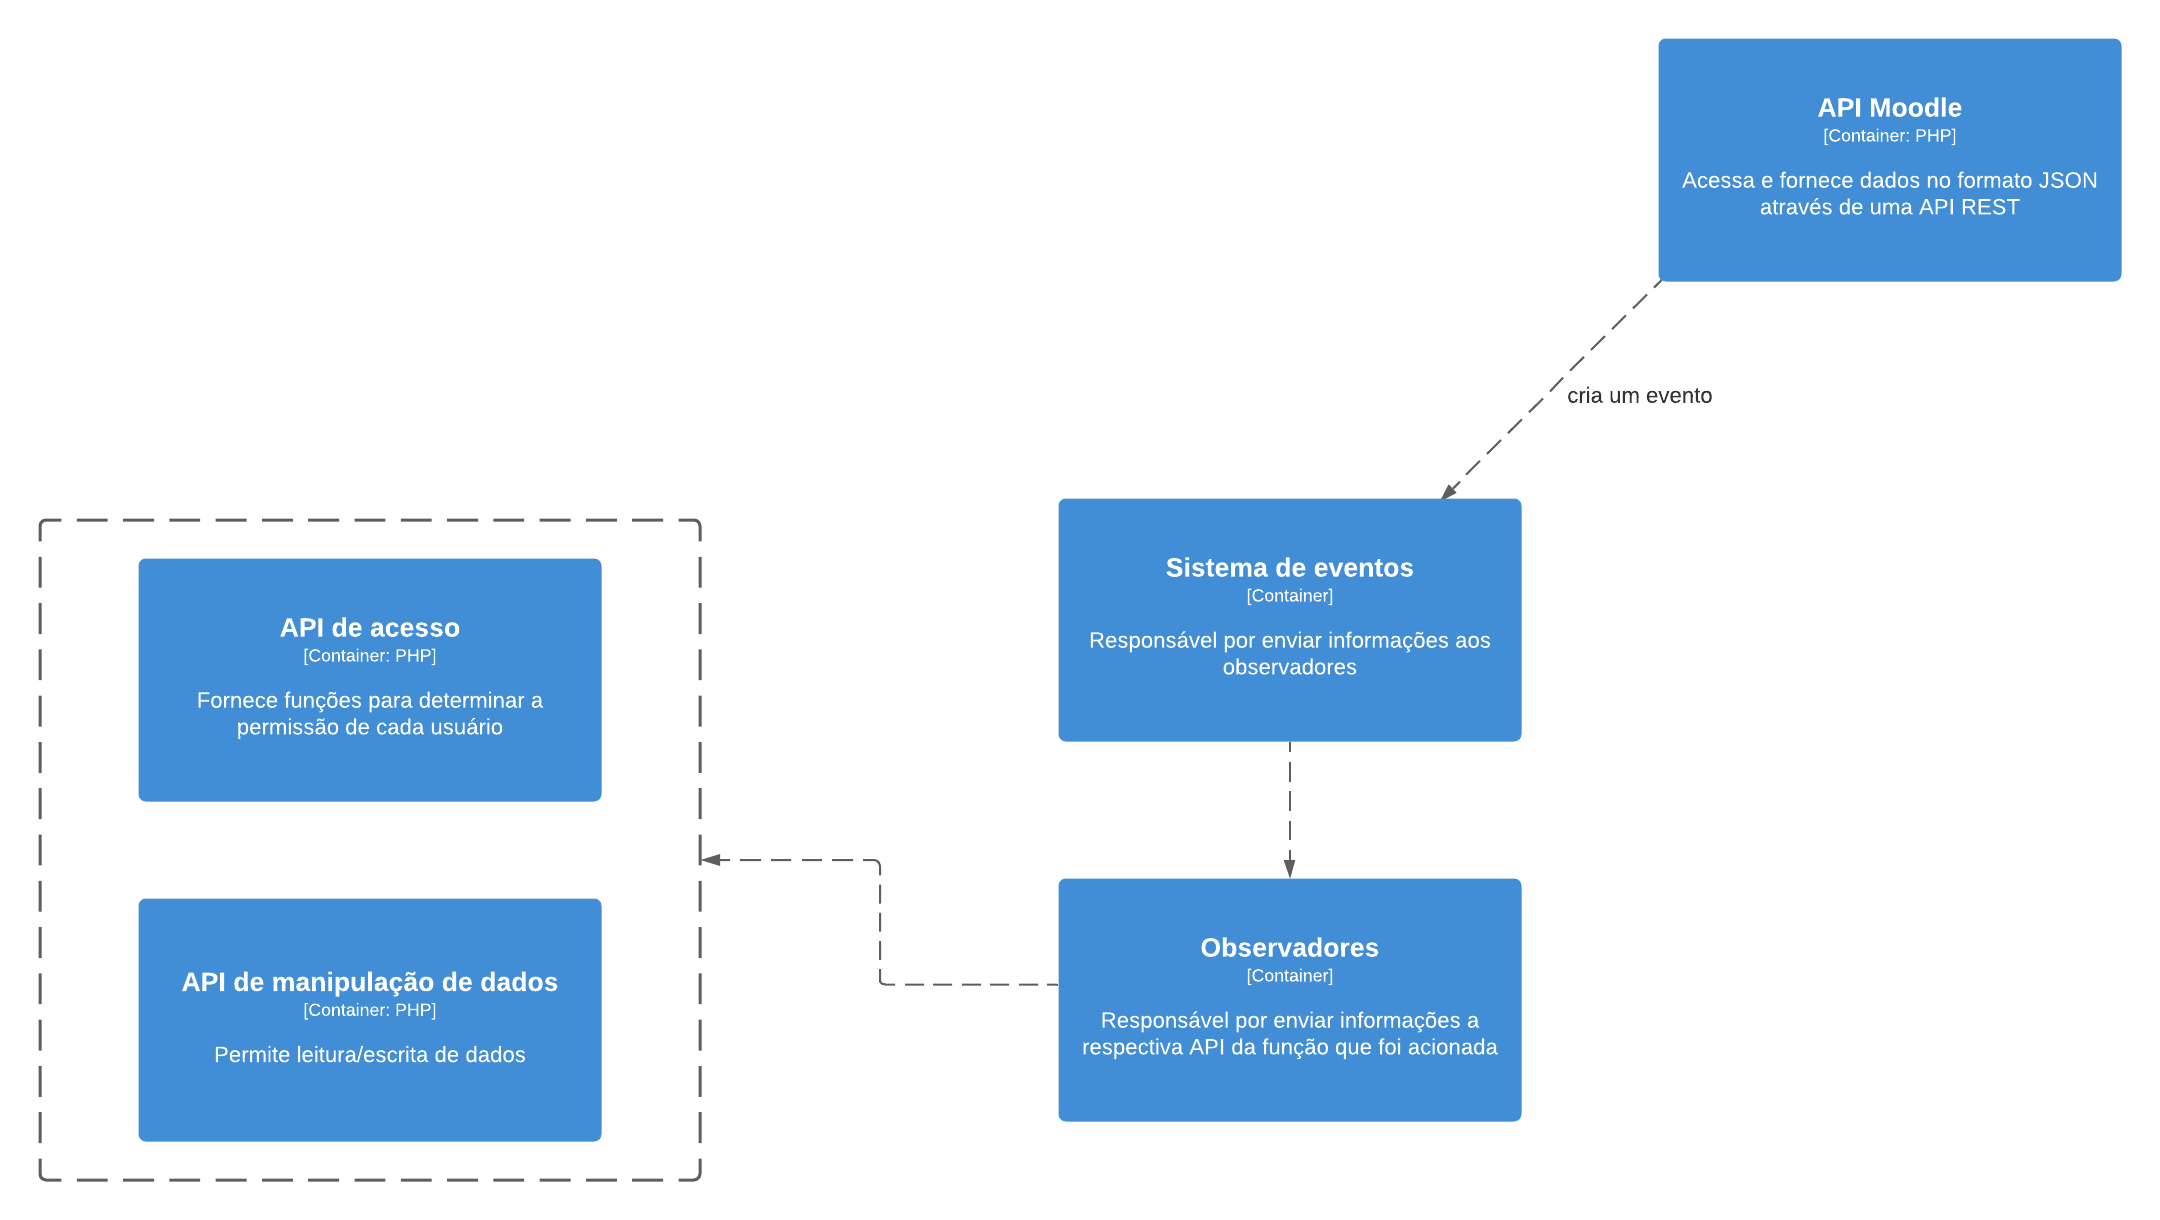 API Moodle
[Container: PHP]
Acessa e fornece dados no formato JSON
através de uma API REST
cria um evento
Sistema de eventos
[Container]
Responsável por enviar informações aos
observadores
API de acesso
[Container: PHP]
Fornece funções para determinar a
permissão de cada usuário
Observadores
[Container]
Responsável por enviar informações a
respectiva API da função que foi acionada
API de manipulação de dados
[Container: PHP]
Permite leitura/escrita de dados